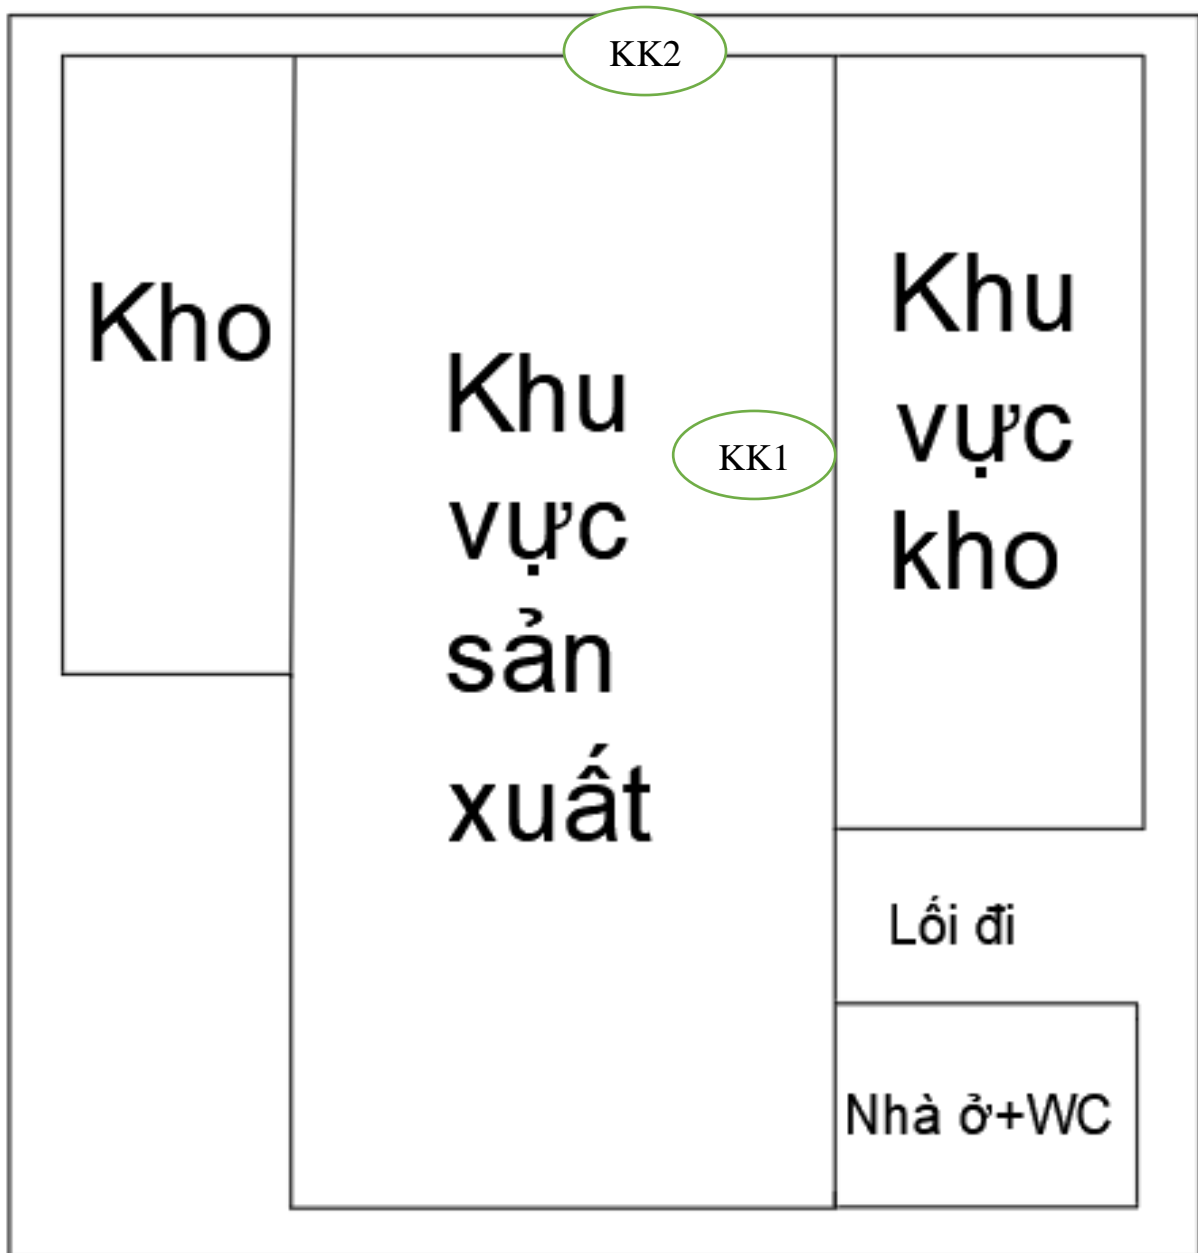 KK2
Kho
Khu
vực
sản
xuất
KK1
Khu
vực
kho
Lối đi
Nhà ở+WC